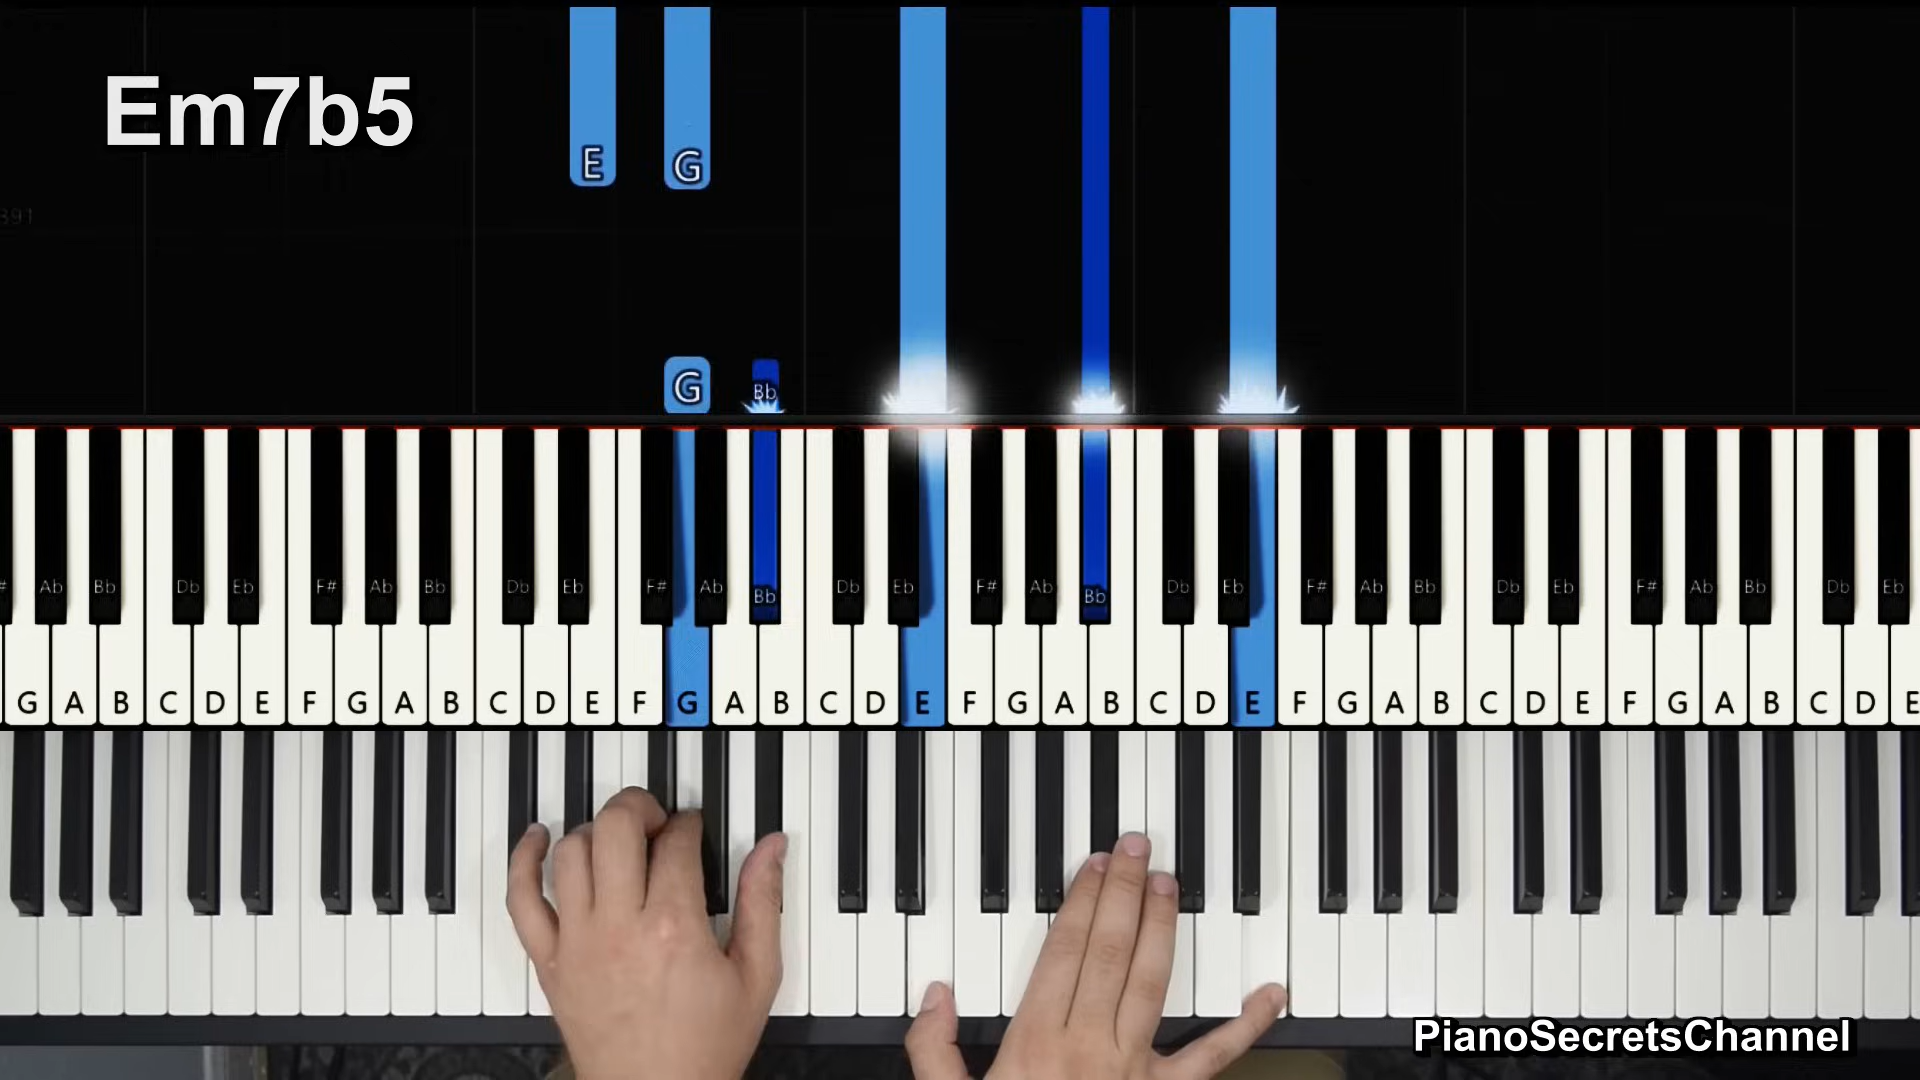 Em7b5
E G
391
G Bb
# Ab Bb Db Eb F# Ab Bb Db Eb F# Ab Bb Db Eb F# Ab Bb Db Eb F# Ab Bb Db Eb F# Ab Bb Db Eb
G A B C D E F G A B C D E F G A B C D E F G A B C D E F G A B C D E F G A B C D E
PianoSecretsChannel